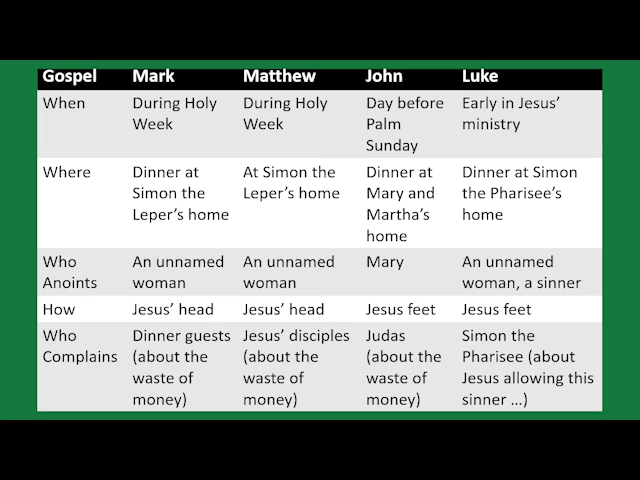 Gospel Mark Matthew John Luke
When During Holy Week During Holy Week Day before Palm Sunday Early in Jesus’ ministry
Where Dinner at Simon the Leper’s home At Simon the Leper’s home Dinner at Mary and Martha’s home Dinner at Simon the Pharisee’s home
Who Anoints An unnamed woman An unnamed woman Mary An unnamed woman, a sinner
How Jesus’ head Jesus’ head Jesus feet Jesus feet
Who Complains Dinner guests (about the waste of money) Jesus’ disciples (about the waste of money) Judas (about the waste of money) Simon the Pharisee (about Jesus allowing this sinner …)